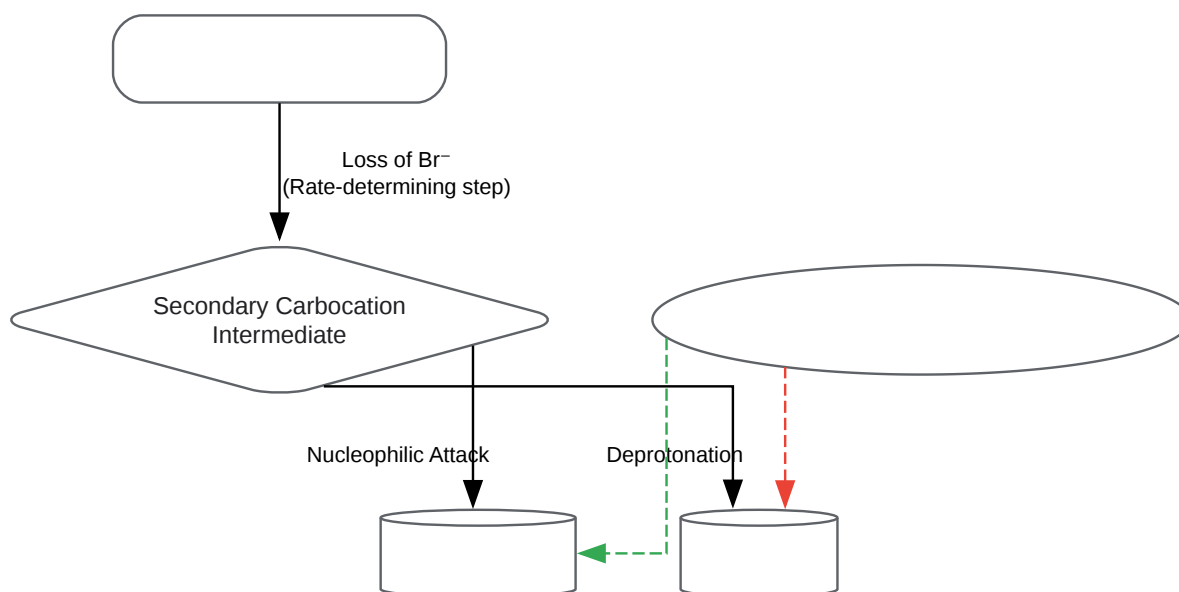 Loss of Br⁻
(Rate-determining step)
Secondary Carbocation
Intermediate
Nucleophilic Attack
Deprotonation